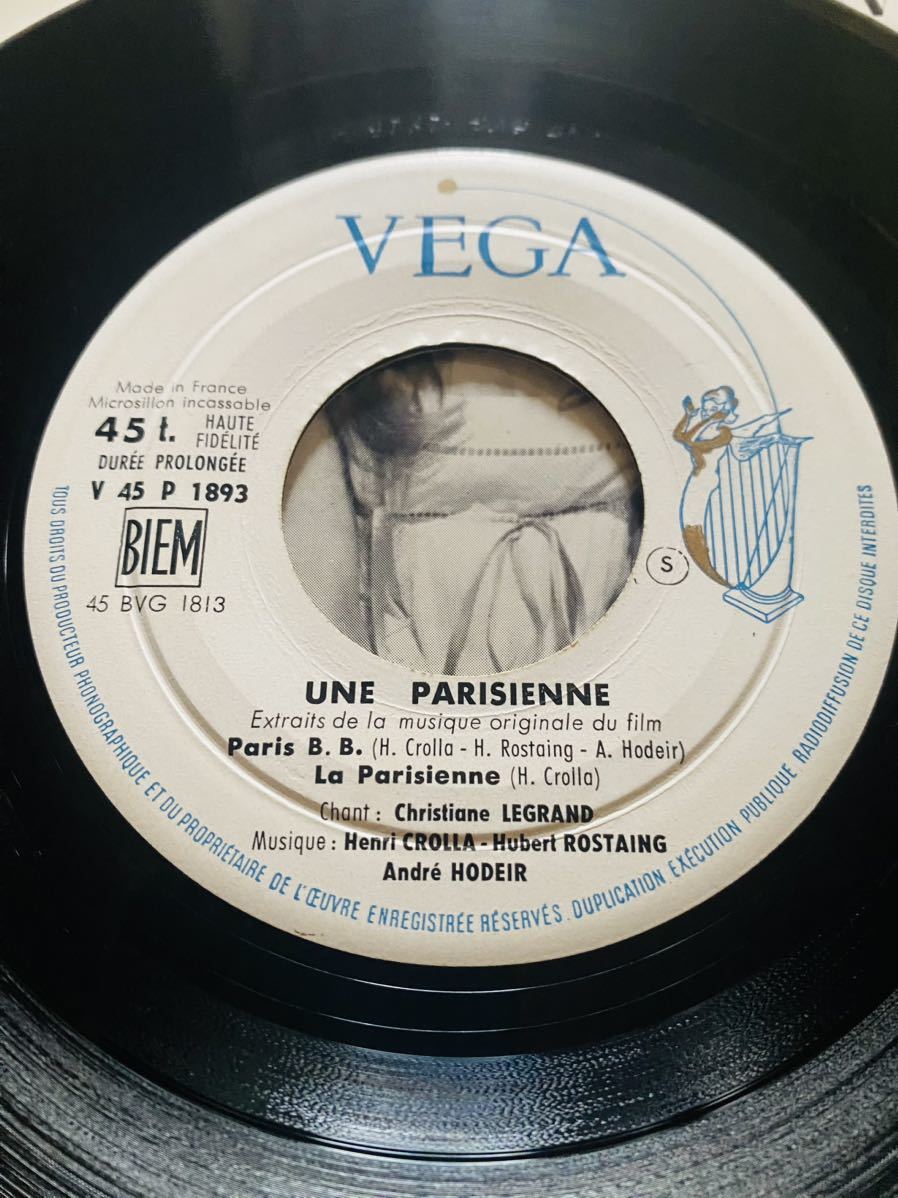 VEGA
Made in France
Microsillon incassable
45 t. HAUTE FIDÉLITÉ
DURÉE PROLONGÉE
V 45 P 1893
BIEM
45 BVG 1813
S
UNE PARISIENNE
Extraits de la musique originale du film
Paris B. B. (H. Crolla - H. Rostaing - A. Hodeir)
La Parisienne (H. Crolla)
Chant : Christiane LEGRAND
Musique : Henri CROLLA - Hubert ROSTAING
André HODEIR
TOUS DROITS DU PRODUCTEUR PHONOGRAPHIQUE ET DU PROPRIÉTAIRE DE L'ŒUVRE ENREGISTRÉE RÉSERVÉS. DUPLICATION. EXÉCUTION PUBLIQUE. RADIODIFFUSION DE CE DISQUE INTERDITES